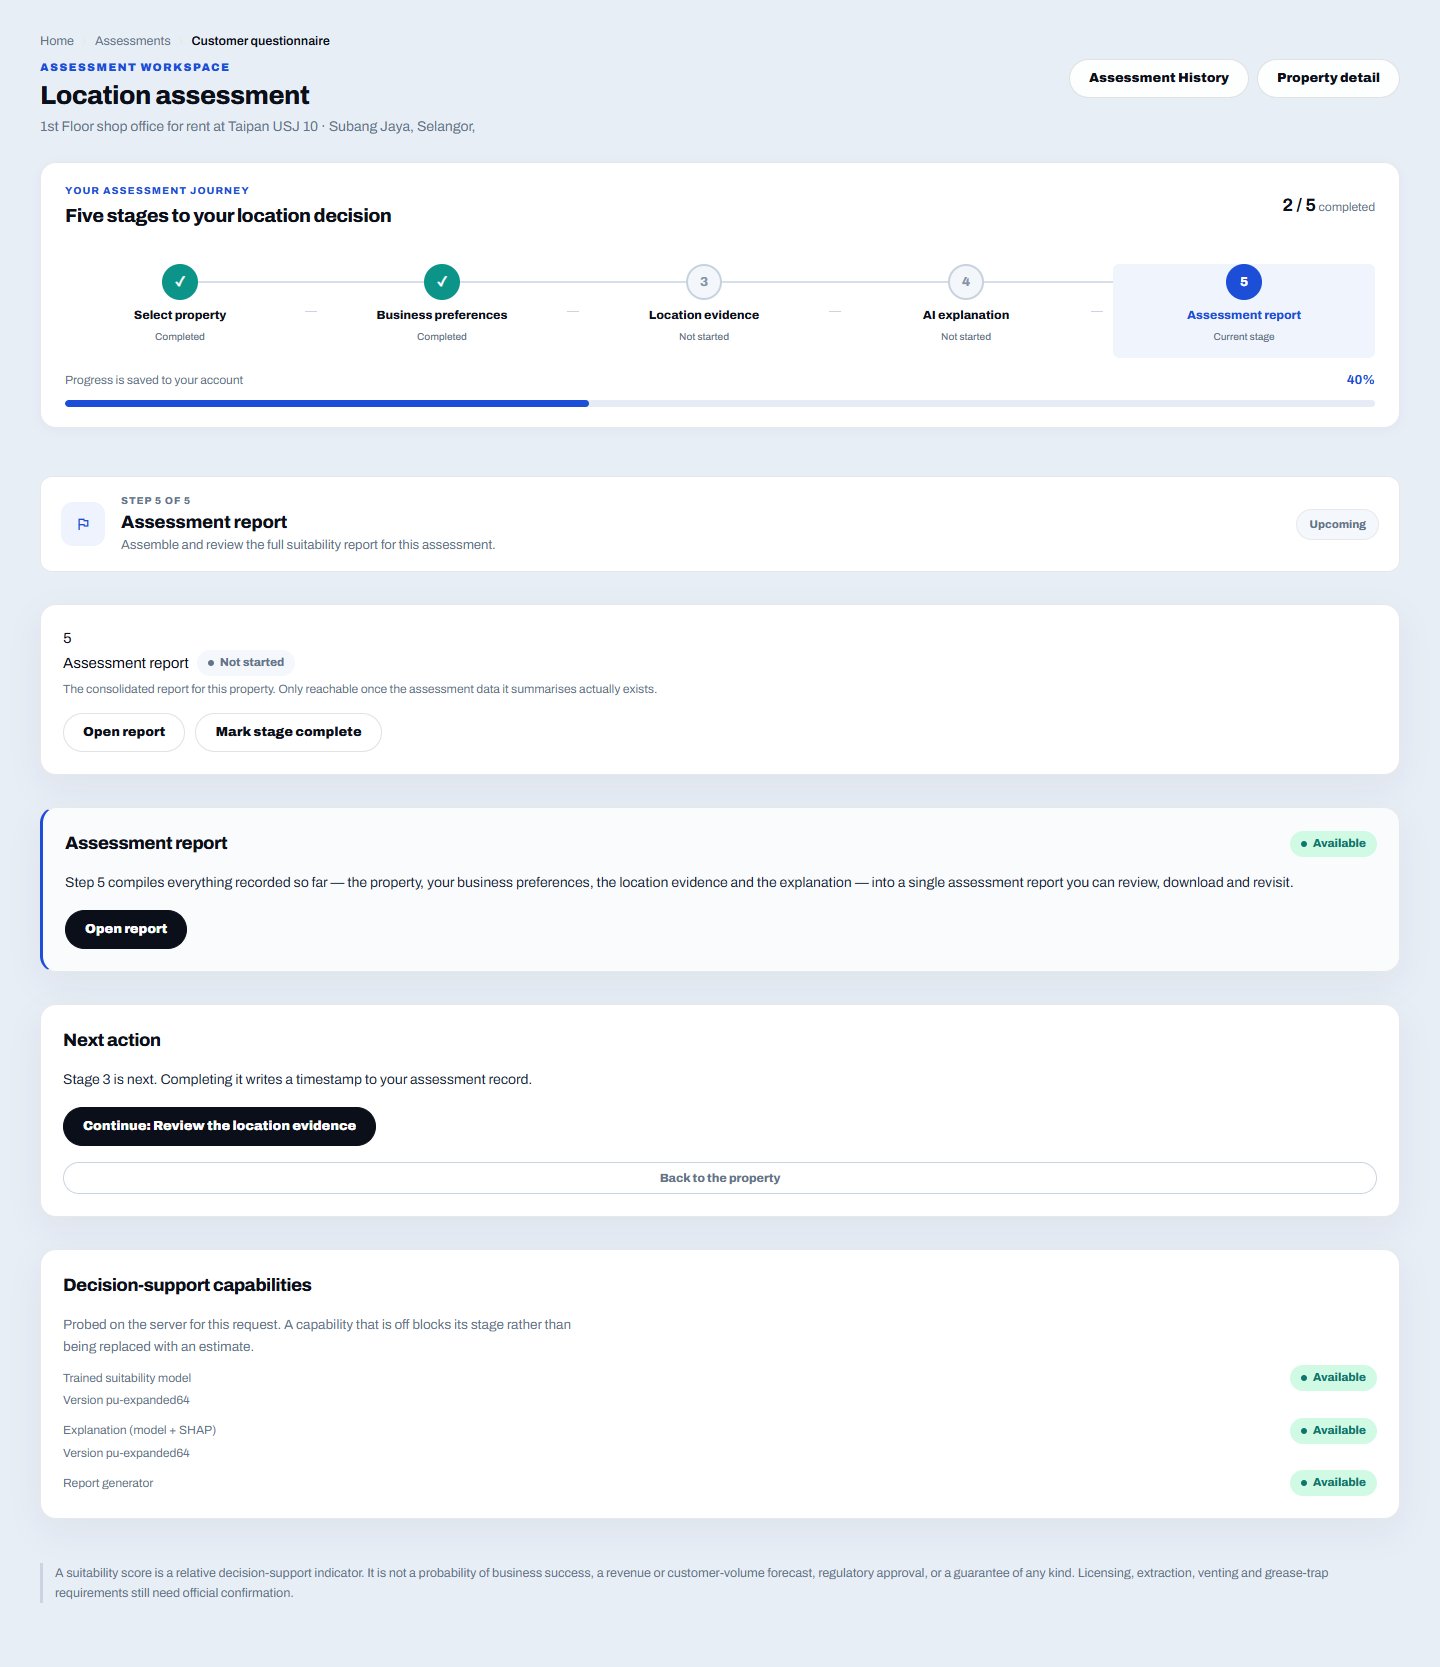 Home Assessments Customer questionnaire
ASSESSMENT WORKSPACE
Location assessment
1st Floor shop office for rent at Taipan USJ 10 · Subang Jaya, Selangor,
Assessment History
Property detail
YOUR ASSESSMENT JOURNEY
Five stages to your location decision
2 / 5 completed
3
4
5
Select property
Business preferences
Location evidence
AI explanation
Assessment report
Completed
Completed
Not started
Not started
Current stage
Progress is saved to your account
40%
STEP 5 OF 5
Assessment report
Assemble and review the full suitability report for this assessment.
Upcoming
5
Assessment report
Not started
The consolidated report for this property. Only reachable once the assessment data it summarises actually exists.
Open report
Mark stage complete
Assessment report
Available
Step 5 compiles everything recorded so far — the property, your business preferences, the location evidence and the explanation — into a single assessment report you can review, download and revisit.
Open report
Next action
Stage 3 is next. Completing it writes a timestamp to your assessment record.
Continue: Review the location evidence
Back to the property
Decision-support capabilities
Probed on the server for this request. A capability that is off blocks its stage rather than
being replaced with an estimate.
Trained suitability model
Version pu-expanded64
Available
Explanation (model + SHAP)
Version pu-expanded64
Available
Report generator
Available
A suitability score is a relative decision-support indicator. It is not a probability of business success, a revenue or customer-volume forecast, regulatory approval, or a guarantee of any kind. Licensing, extraction, venting and grease-trap
requirements still need official confirmation.